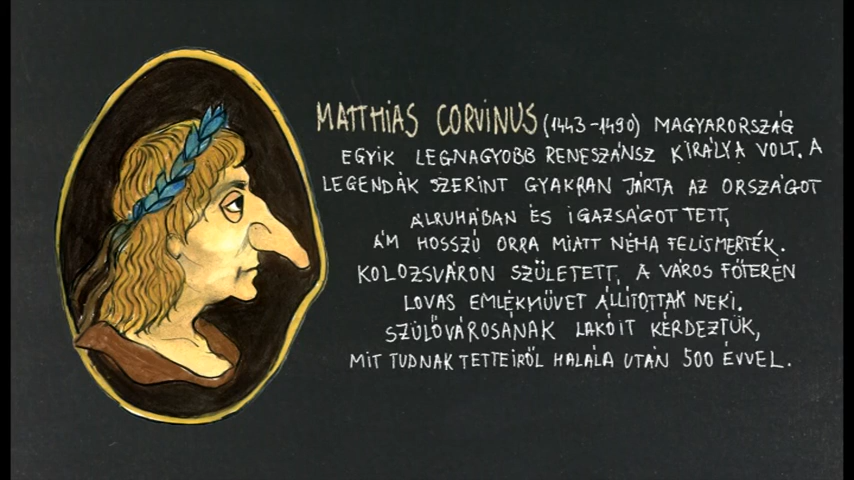 MATTHIAS CORVINUS (1443-1490) MAGYARORSZÁG
EGYIK LEGNAGYOBB RENESZÁNSZ KIRÁLYA VOLT. A
LEGENDÁK SZERINT GYAKRAN JÁRTA AZ ORSZÁGOT
ÁLRUHÁBAN ÉS IGAZSÁGOT TETT,
ÁM HOSSZÚ ORRA MIATT NÉHA FELISMERTÉK.
KOLOZSVÁRON SZÜLETETT, A VÁROS FŐTERÉN
LOVAS EMLÉKMŰVET ÁLLÍTOTTAK NEKI.
SZÜLŐVÁROSÁNAK LAKÓIT KÉRDEZTÜK,
MIT TUDNAK TETTEIRŐL HALÁLA UTÁN 500 ÉVVEL.